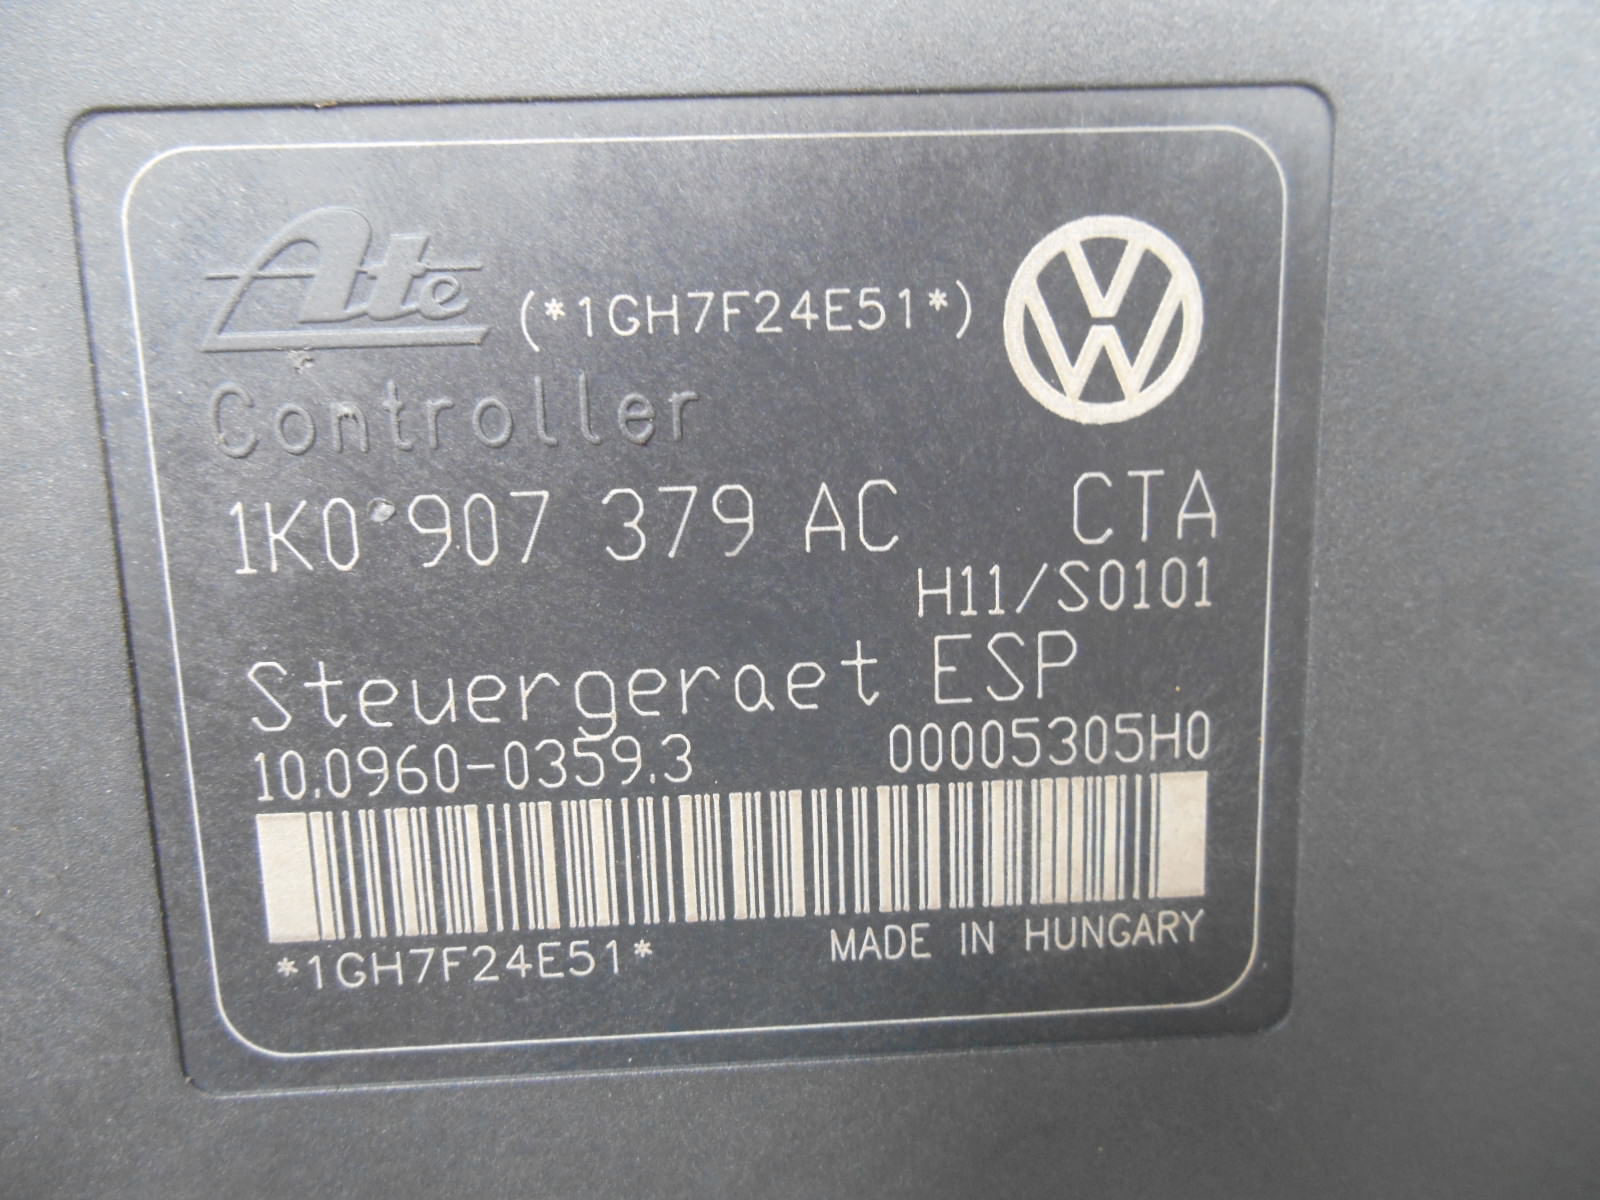 Ate (*1GH7F24E51*)
Controller
1K0 907 379 AC CTA
H11/S0101
Steuergeraet ESP
10.0960-0359.3 00005305H0
*1GH7F24E51* MADE IN HUNGARY